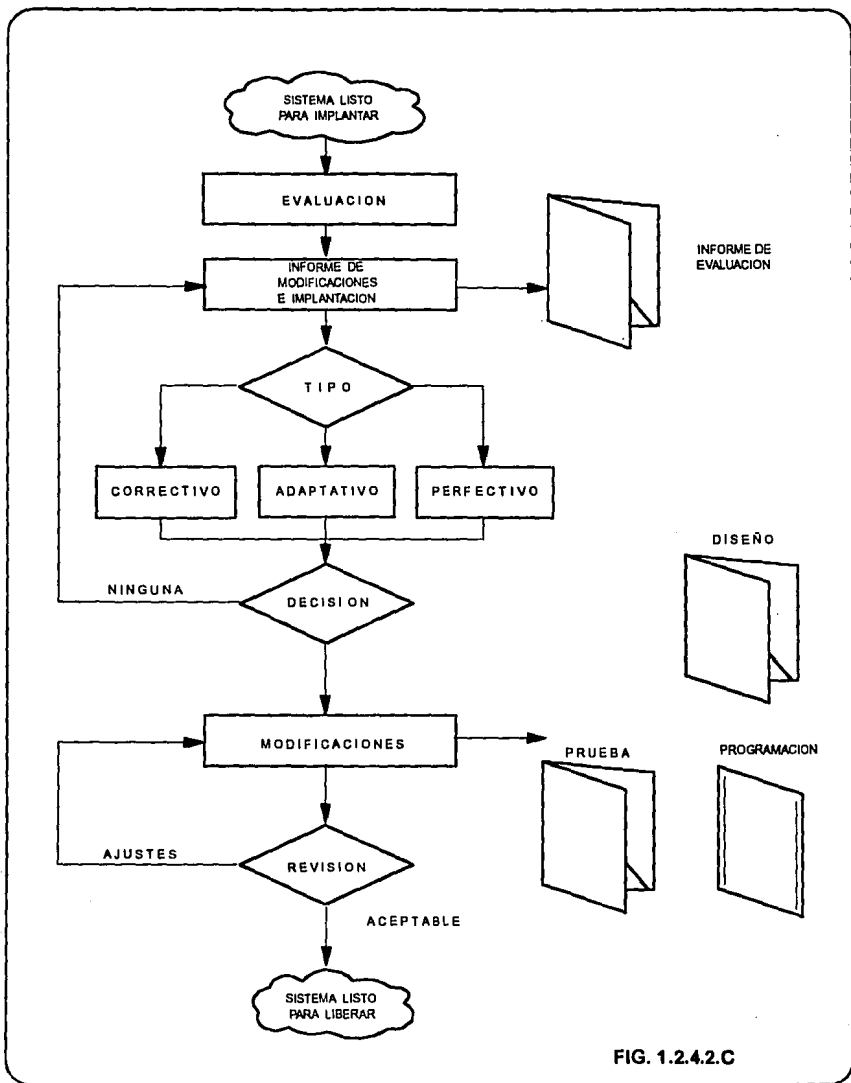 SISTEMA LISTO
PARA IMPLANTAR
EVALUACION
INFORME DE
MODIFICACIONES
E IMPLANTACION
INFORME DE
EVALUACION
TIPO
CORRECTIVO
ADAPTATIVO
PERFECTIVO
DISEÑO
NINGUNA
DECISION
MODIFICACIONES
PRUEBA
PROGRAMACION
AJUSTES
REVISION
ACEPTABLE
SISTEMA LISTO
PARA LIBERAR
FIG. 1.2.4.2.C